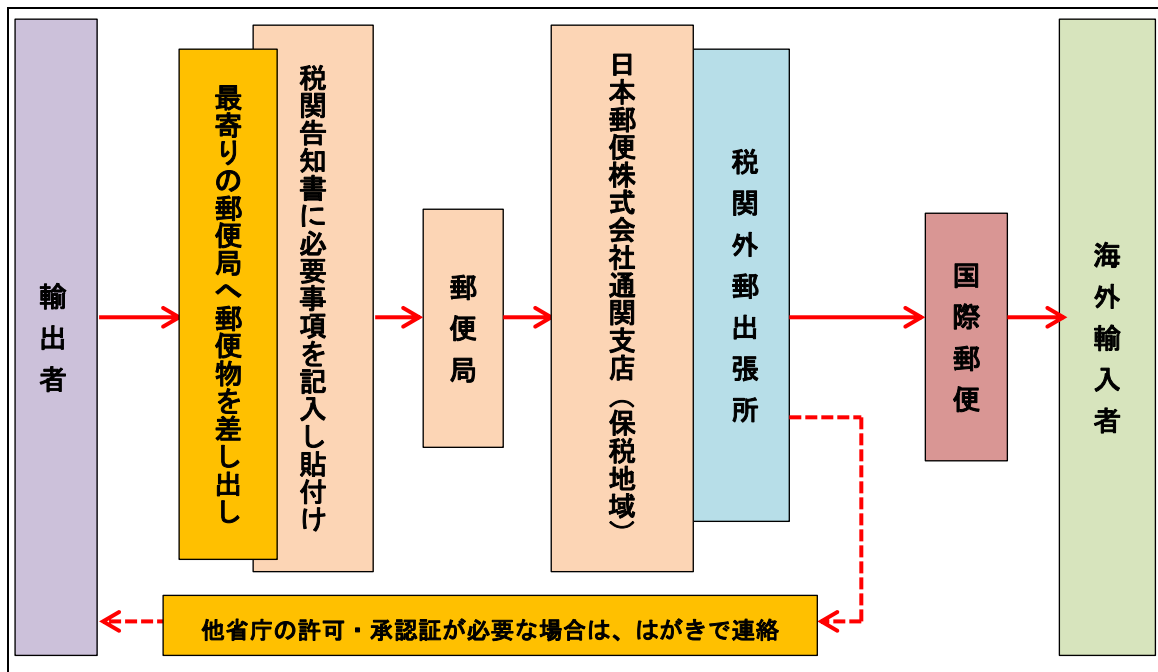 輸出者
最寄りの郵便局へ郵便物を差し出し
税関告知書に必要事項を記入し貼付け
郵便局
日本郵便株式会社通関支店（保税地域）
税関外郵出張所
国際郵便
海外輸入者
他省庁の許可・承認証が必要な場合は、はがきで連絡